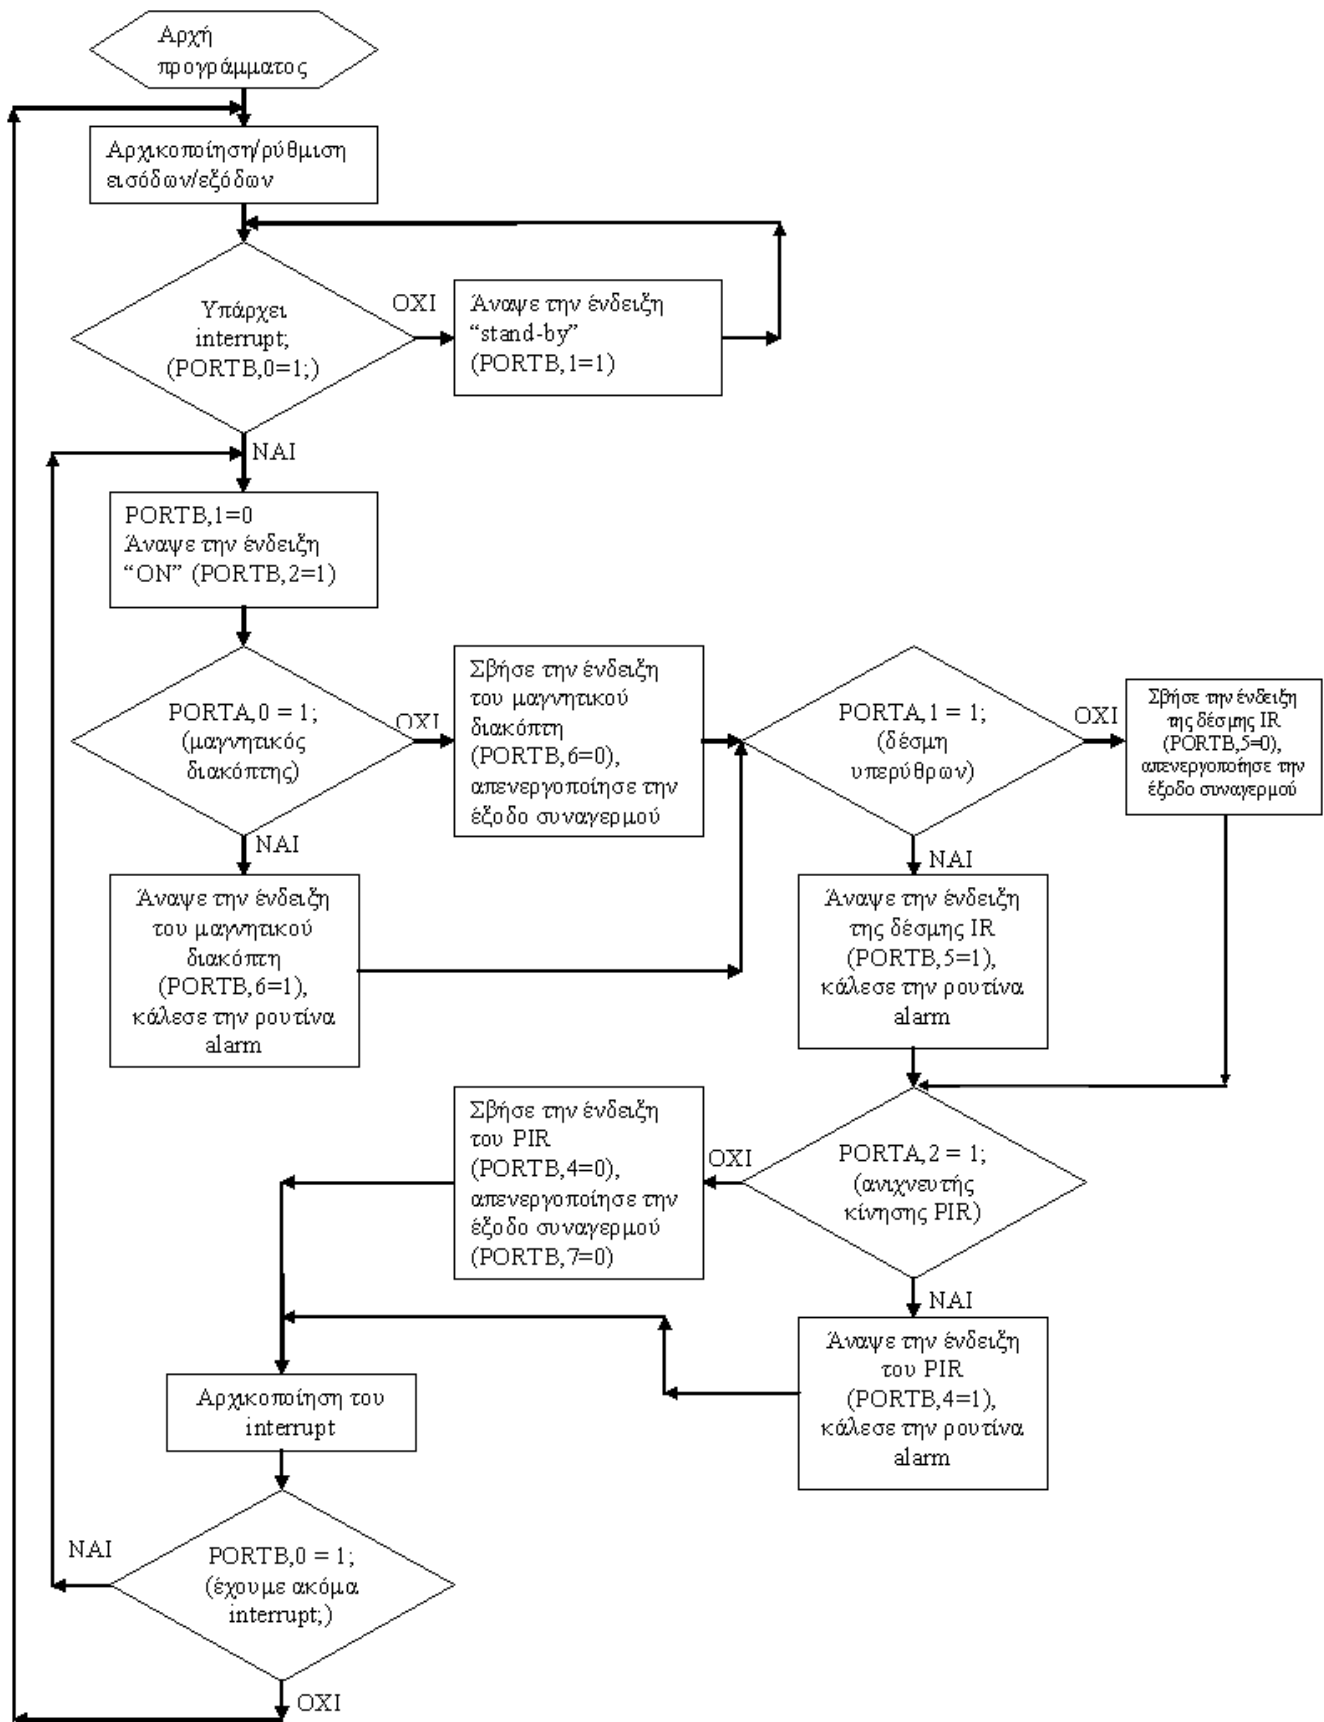 Αρχή
προγράμματος
Αρχικοποίηση/ρύθμιση
εισόδων/εξόδων
Υπάρχει
interrupt;
(PORTB,0=1;)
ΟΧΙ
Άναψε την ένδειξη
“stand-by”
(PORTB,1=1)
ΝΑΙ
PORTB,1=0
Άναψε την ένδειξη
“ON” (PORTB,2=1)
PORTA,0 = 1;
(μαγνητικός
διακόπτης)
ΟΧΙ
Σβήσε την ένδειξη
του μαγνητικού
διακόπτη
(PORTB,6=0),
απενεργοποίησε την
έξοδο συναγερμού
PORTA,1 = 1;
(δέσμη
υπερύθρων)
ΟΧΙ
Σβήσε την ένδειξη
της δέσμης IR
(PORTB,5=0),
απενεργοποίησε την
έξοδο συναγερμού
ΝΑΙ
Άναψε την ένδειξη
του μαγνητικού
διακόπτη
(PORTB,6=1),
κάλεσε την ρουτίνα
alarm
ΝΑΙ
Άναψε την ένδειξη
της δέσμης IR
(PORTB,5=1),
κάλεσε την ρουτίνα
alarm
PORTA,2 = 1;
(ανιχνευτής
κίνησης PIR)
ΟΧΙ
Σβήσε την ένδειξη
του PIR
(PORTB,4=0),
απενεργοποίησε την
έξοδο συναγερμού
(PORTB,7=0)
ΝΑΙ
Άναψε την ένδειξη
του PIR
(PORTB,4=1),
κάλεσε την ρουτίνα
alarm
Αρχικοποίηση του
interrupt
PORTB,0 = 1;
(έχουμε ακόμα
interrupt;)
ΝΑΙ
ΟΧΙ